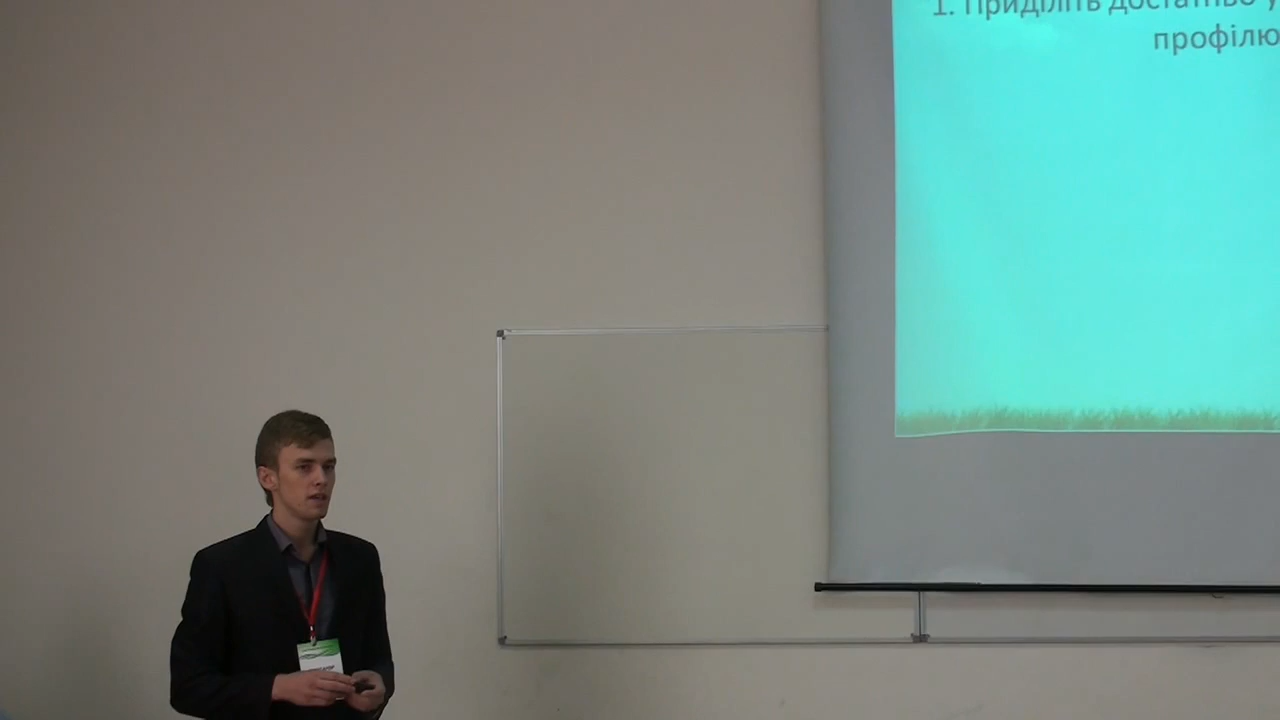 1. Приділіть достатньо у
профілю